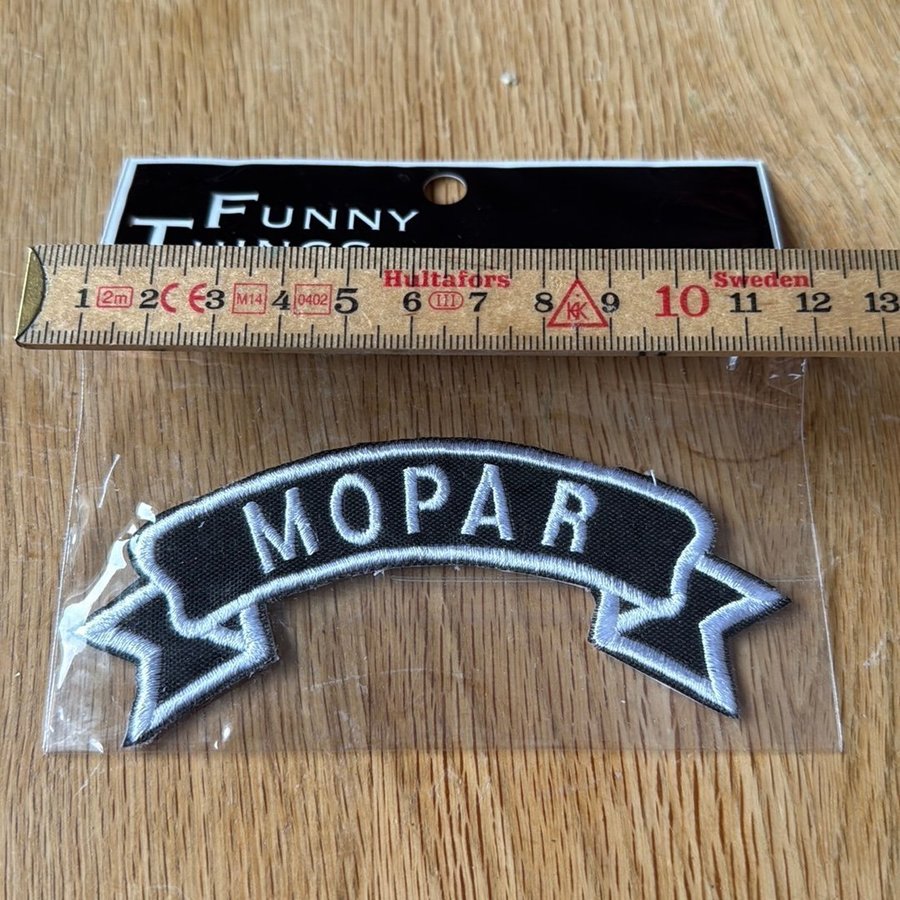 FUNNY
THINGS
Hultafors Sweden
1 2m 2 CE 3 M14 4 0402 5 6 III 7 8 K 9 10 11 12 13
MOPAR